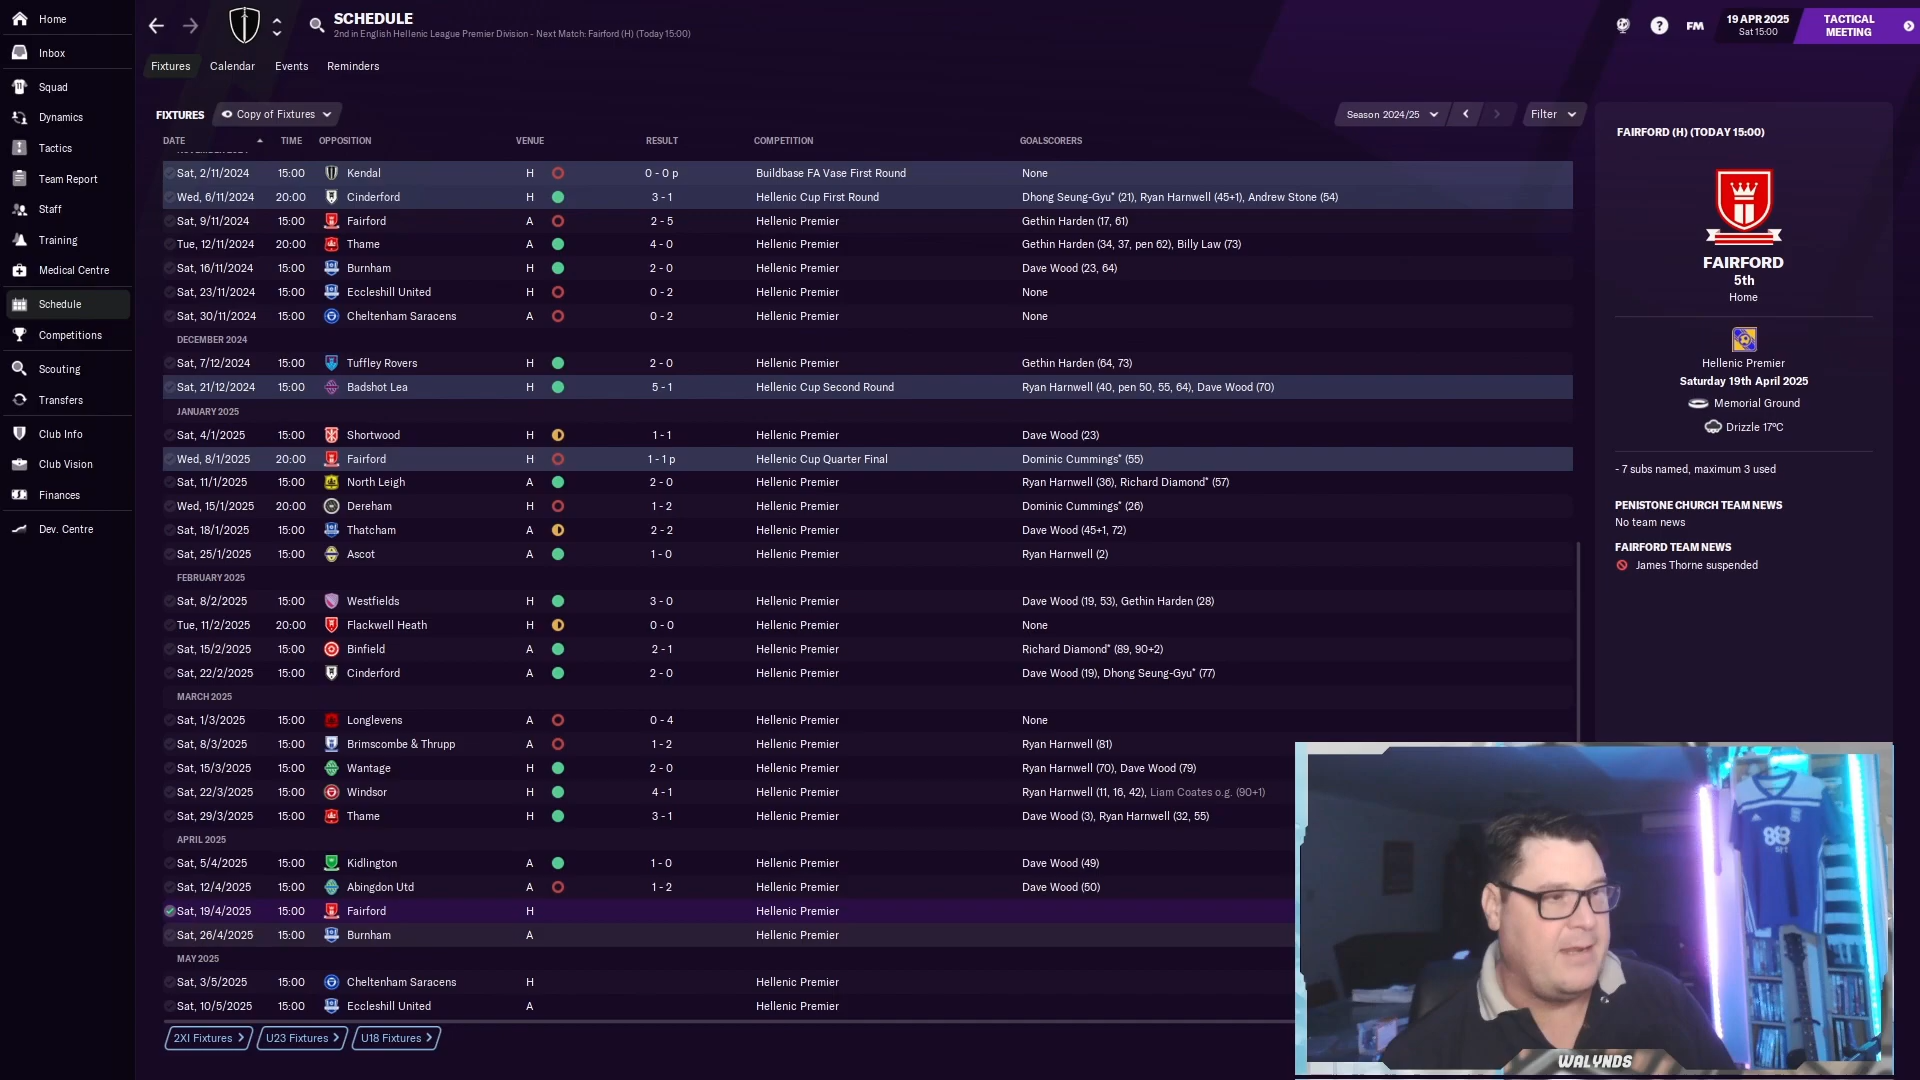 Home
Inbox
Squad
Dynamics
Tactics
Team Report
Staff
Training
Medical Centre
Schedule
Competitions
Scouting
Transfers
Club Info
Club Vision
Finances
Dev. Centre
SCHEDULE
2nd in English Hellenic League Premier Division - Next Match: Fairford (H) (Today 15:00)
FM
19 APR 2025
Sat 15:00
TACTICAL MEETING
Fixtures Calendar Events Reminders
FIXTURES Copy of Fixtures Season 2024/25 Filter
DATE TIME OPPOSITION VENUE RESULT COMPETITION GOALSCORERS
Sat, 2/11/2024 15:00 Kendal H 0 - 0 p Buildbase FA Vase First Round None
Wed, 6/11/2024 20:00 Cinderford H 3 - 1 Hellenic Cup First Round Dhong Seung-Gyu* (21), Ryan Harnwell (45+1), Andrew Stone (54)
Sat, 9/11/2024 15:00 Fairford A 2 - 5 Hellenic Premier Gethin Harden (17, 61)
Tue, 12/11/2024 20:00 Thame A 4 - 0 Hellenic Premier Gethin Harden (34, 37, pen 62), Billy Law (73)
Sat, 16/11/2024 15:00 Burnham H 2 - 0 Hellenic Premier Dave Wood (23, 64)
Sat, 23/11/2024 15:00 Eccleshill United H 0 - 2 Hellenic Premier None
Sat, 30/11/2024 15:00 Cheltenham Saracens A 0 - 2 Hellenic Premier None
DECEMBER 2024
Sat, 7/12/2024 15:00 Tuffley Rovers H 2 - 0 Hellenic Premier Gethin Harden (64, 73)
Sat, 21/12/2024 15:00 Badshot Lea H 5 - 1 Hellenic Cup Second Round Ryan Harnwell (40, pen 50, 55, 64), Dave Wood (70)
JANUARY 2025
Sat, 4/1/2025 15:00 Shortwood H 1 - 1 Hellenic Premier Dave Wood (23)
Wed, 8/1/2025 20:00 Fairford H 1 - 1 p Hellenic Cup Quarter Final Dominic Cummings* (55)
Sat, 11/1/2025 15:00 North Leigh A 2 - 0 Hellenic Premier Ryan Harnwell (36), Richard Diamond* (57)
Wed, 15/1/2025 20:00 Dereham H 1 - 2 Hellenic Premier Dominic Cummings* (26)
Sat, 18/1/2025 15:00 Thatcham A 2 - 2 Hellenic Premier Dave Wood (45+1, 72)
Sat, 25/1/2025 15:00 Ascot A 1 - 0 Hellenic Premier Ryan Harnwell (2)
FEBRUARY 2025
Sat, 8/2/2025 15:00 Westfields H 3 - 0 Hellenic Premier Dave Wood (19, 53), Gethin Harden (28)
Tue, 11/2/2025 20:00 Flackwell Heath H 0 - 0 Hellenic Premier None
Sat, 15/2/2025 15:00 Binfield A 2 - 1 Hellenic Premier Richard Diamond* (89, 90+2)
Sat, 22/2/2025 15:00 Cinderford A 2 - 0 Hellenic Premier Dave Wood (19), Dhong Seung-Gyu* (77)
MARCH 2025
Sat, 1/3/2025 15:00 Longlevens A 0 - 4 Hellenic Premier None
Sat, 8/3/2025 15:00 Brimscombe & Thrupp A 1 - 2 Hellenic Premier Ryan Harnwell (81)
Sat, 15/3/2025 15:00 Wantage H 2 - 0 Hellenic Premier Ryan Harnwell (70), Dave Wood (79)
Sat, 22/3/2025 15:00 Windsor H 4 - 1 Hellenic Premier Ryan Harnwell (11, 16, 42), Liam Coates o.g. (90+1)
Sat, 29/3/2025 15:00 Thame H 3 - 1 Hellenic Premier Dave Wood (3), Ryan Harnwell (32, 55)
APRIL 2025
Sat, 5/4/2025 15:00 Kidlington A 1 - 0 Hellenic Premier Dave Wood (49)
Sat, 12/4/2025 15:00 Abingdon Utd A 1 - 2 Hellenic Premier Dave Wood (50)
Sat, 19/4/2025 15:00 Fairford H Hellenic Premier
Sat, 26/4/2025 15:00 Burnham A Hellenic Premier
MAY 2025
Sat, 3/5/2025 15:00 Cheltenham Saracens H Hellenic Premier
Sat, 10/5/2025 15:00 Eccleshill United A Hellenic Premier
2XI Fixtures U23 Fixtures U18 Fixtures
FAIRFORD (H) (TODAY 15:00)
FAIRFORD
5th
Home
Hellenic Premier
Saturday 19th April 2025
Memorial Ground
Drizzle 17ºC
- 7 subs named, maximum 3 used
PENISTONE CHURCH TEAM NEWS
No team news
FAIRFORD TEAM NEWS
James Thorne suspended
WALYNDS